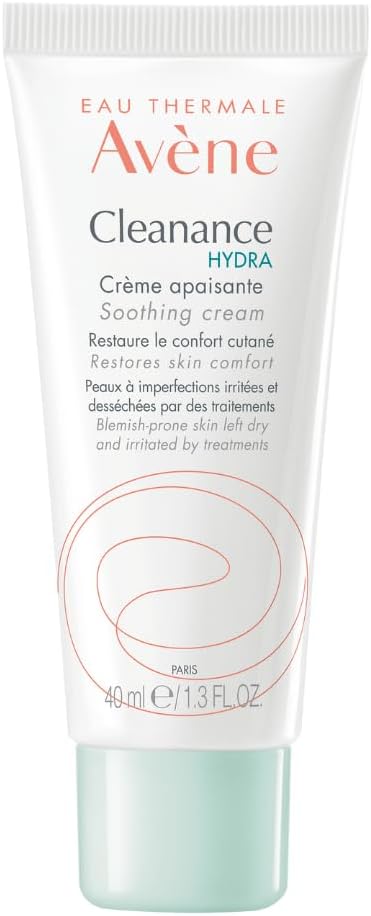 EAU THERMALE
Avène
Cleanance
HYDRA
Crème apaisante
Soothing cream
Restaure le confort cutané
Restores skin comfort
Peaux à imperfections irritées et
desséchées par des traitements
Blemish-prone skin left dry
and irritated by treatments
PARIS
40 ml ℮/1.3 FL.OZ.